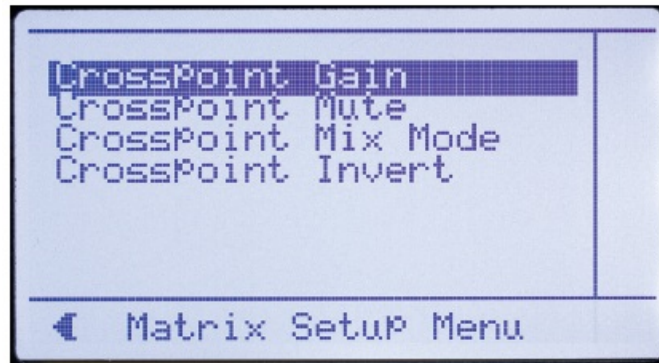 CrossPoint Gain
CrossPoint Mute
CrossPoint Mix Mode
CrossPoint Invert
Matrix Setup Menu